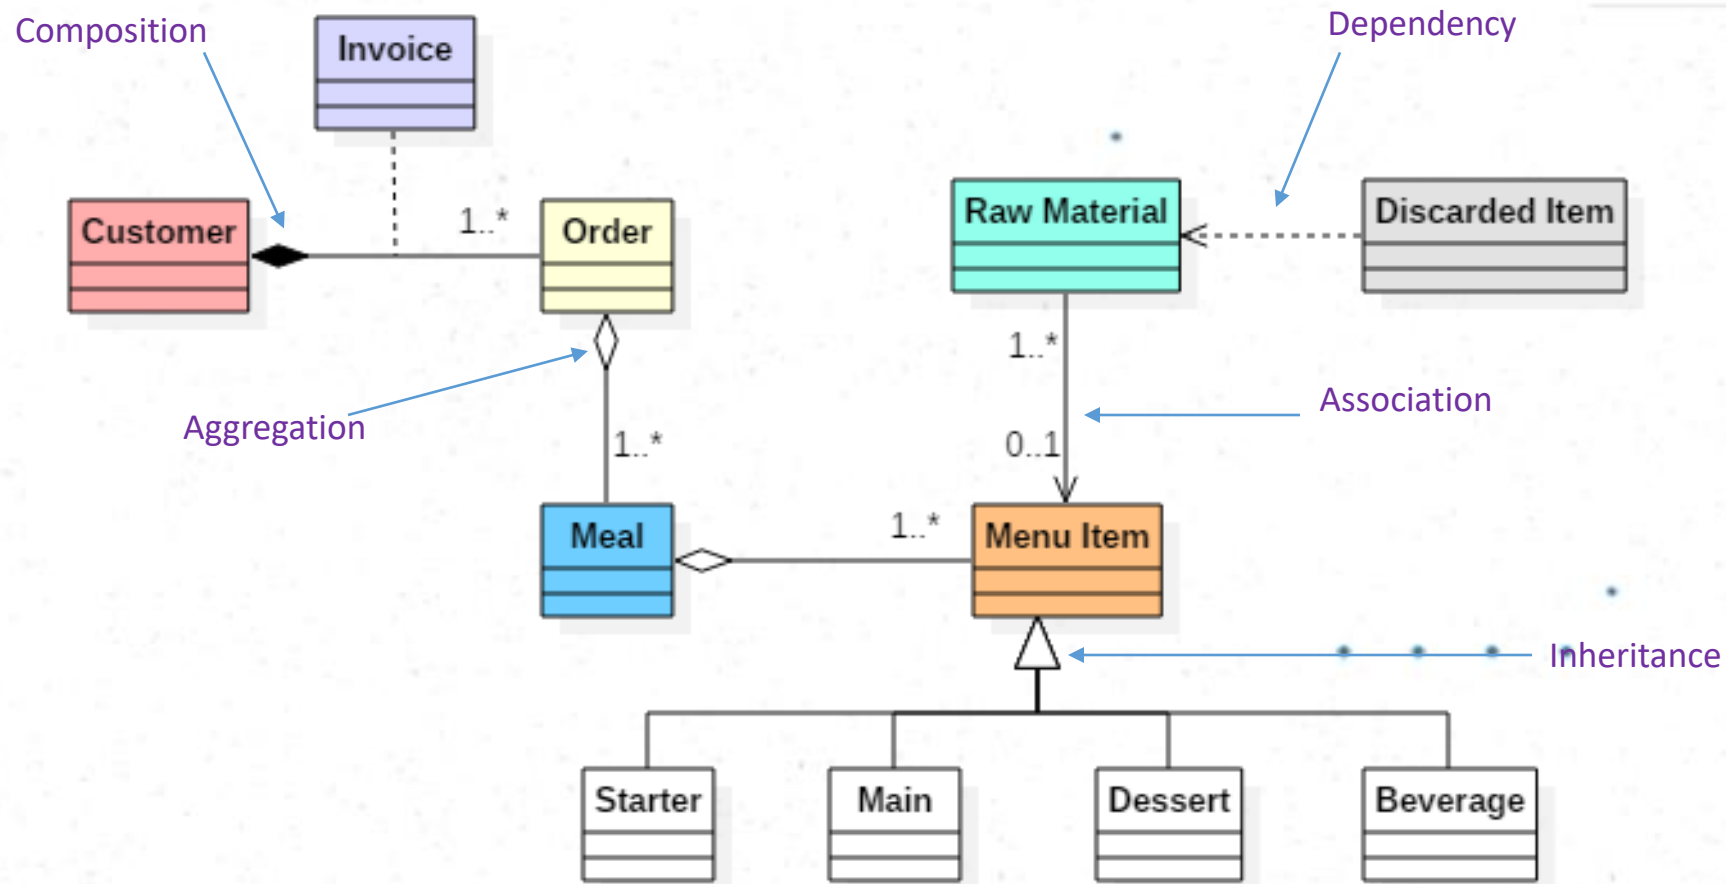 Composition
Invoice
Dependency
Customer
1..*
Order
Raw Material
Discarded Item
1..*
Association
Aggregation
1..*
0..1
Meal
1..*
Menu Item
Inheritance
Starter
Main
Dessert
Beverage